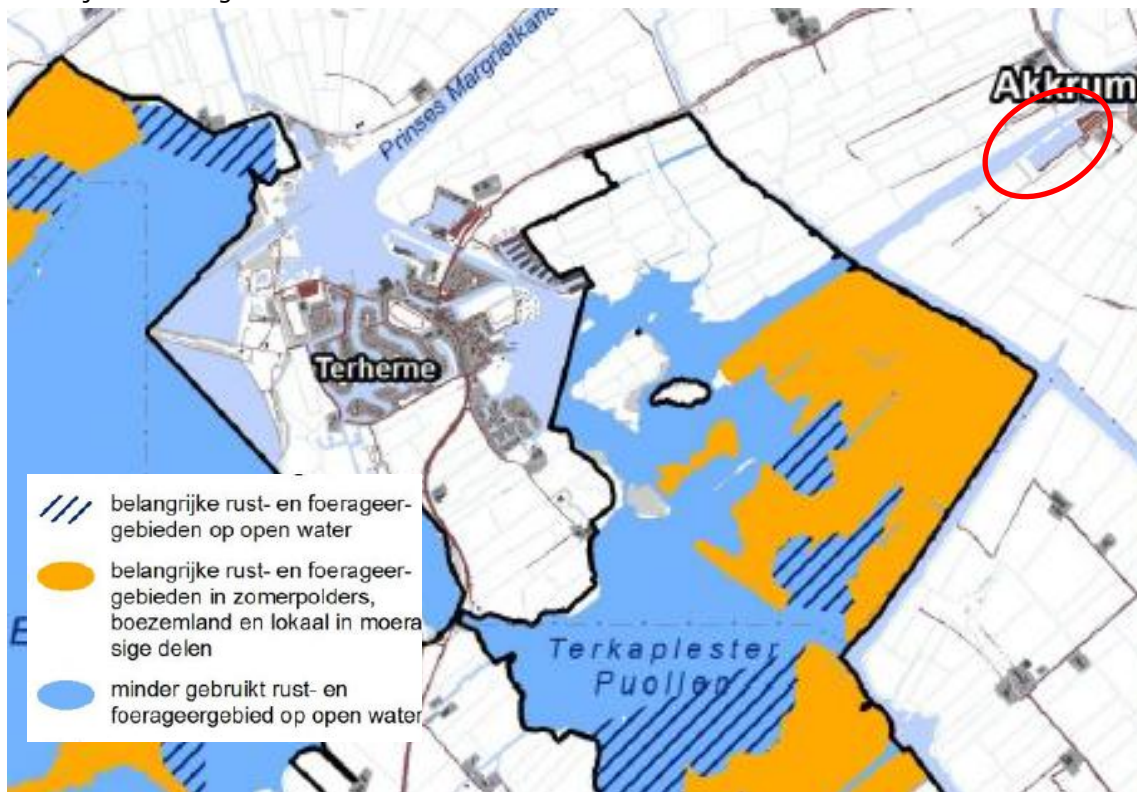 Prinses Margrietkana
Akkrum
Terherne
belangrijke rust- en foerageer-
gebieden op open water
belangrijke rust- en foerageer-
gebieden in zomerpolders,
boezemland en lokaal in moera
sige delen
minder gebruikt rust- en
foerageergebied op open water
Terkaplester
Puollen